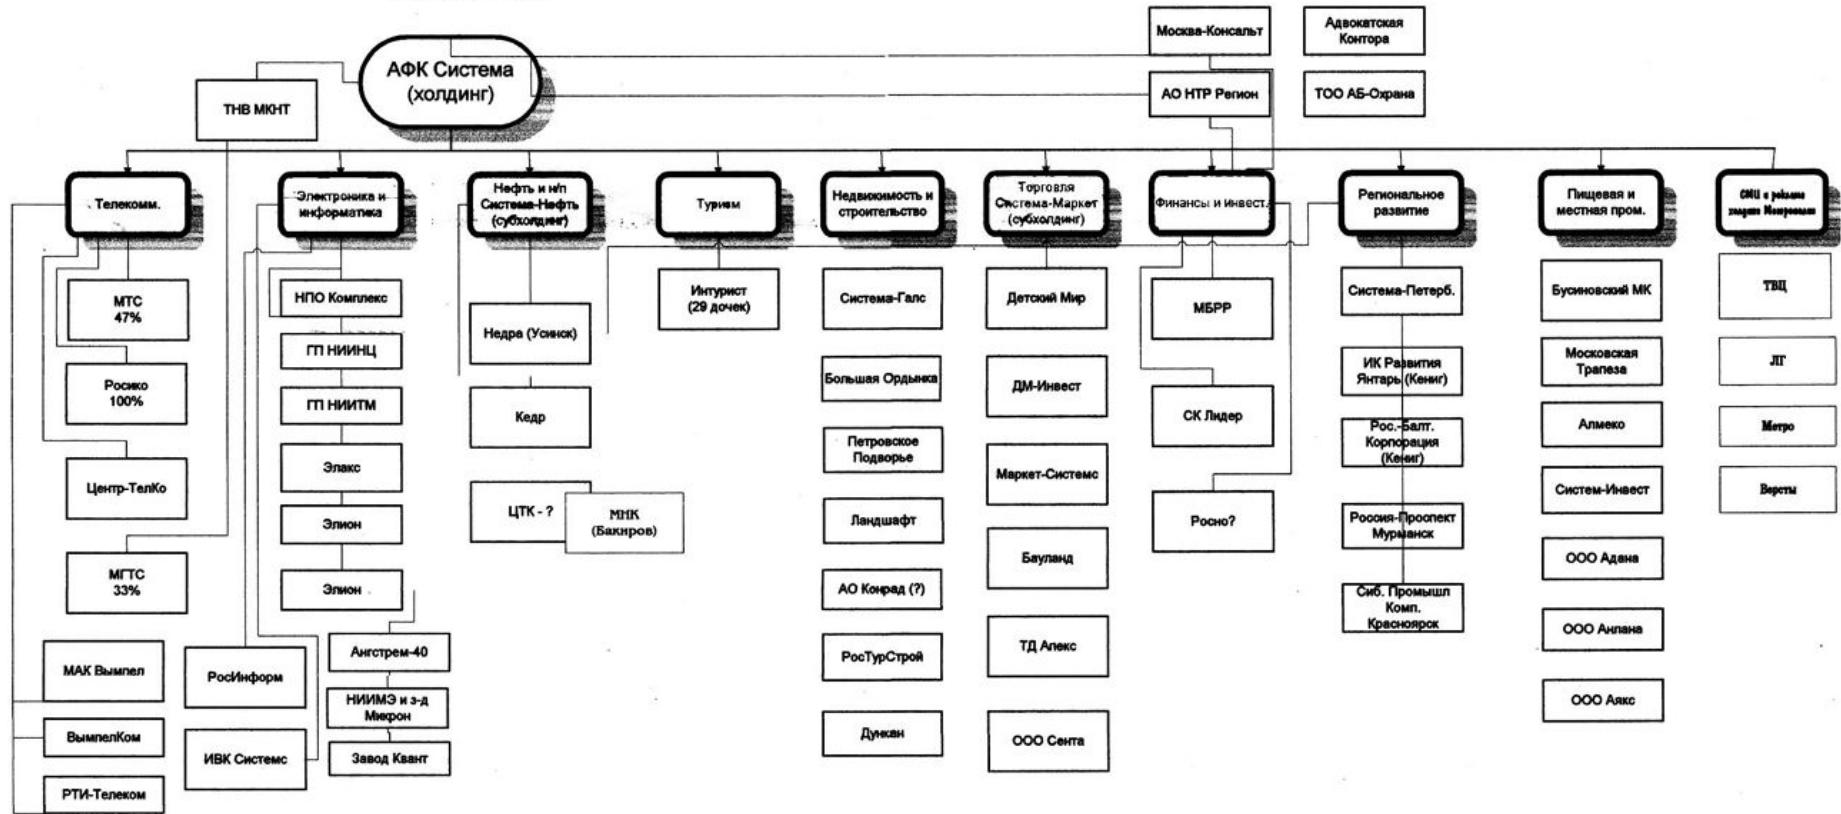 Москва-Консальт
Адвокатская
Контора
АФК Система
(холдинг)
ТНВ МКНТ
АО НТР Регион
ТОО АБ-Охрана
Телекомм.
Электроника и
информатика
Нефть и н/п
Система-Нефть
(субхолдинг)
Туризм
Недвижимость и
строительство
Торговля
Система-Маркет
(субхолдинг)
Финансы и Инвест.
Региональное
развитие
Пищевая и
местная пром.
СМИ и реклама
холдинг Метрополис
МТС
47%
Росико
100%
Центр-ТелКо
МГТС
33%
МАК Вымпел
ВымпелКом
РТИ-Телеком
НПО Комплекс
ГП НИИНЦ
ГП НИИТМ
Элакс
Элион
Элион
РосИнформ
ИВК Системс
Ангстрем-40
НИИМЭ и з-д
Микрон
Завод Квант
Недра (Усинск)
Кедр
ЦТК - ?
МНК
(Бакиров)
Интурист
(29 дочек)
Система-Галс
Большая Ордынка
Петровское
Подворье
Ландшафт
АО Конрад (?)
РосТурСтрой
Дункан
Детский Мир
ДМ-Инвест
Маркет-Системс
Бауланд
ТД Апекс
ООО Сента
МБРР
СК Лидер
Росно?
Система-Петерб.
ИК Развития
Янтарь (Кениг)
Рос.-Балт.
Корпорация
(Кениг)
Россия-Проспект
Мурманск
Сиб. Промышл
Комп.
Красноярск
Бусиновский МК
Московская
Трапеза
Алмеко
Систем-Инвест
ООО Адана
ООО Анлана
ООО Аякс
ТВЦ
ЛГ
Метро
Версты